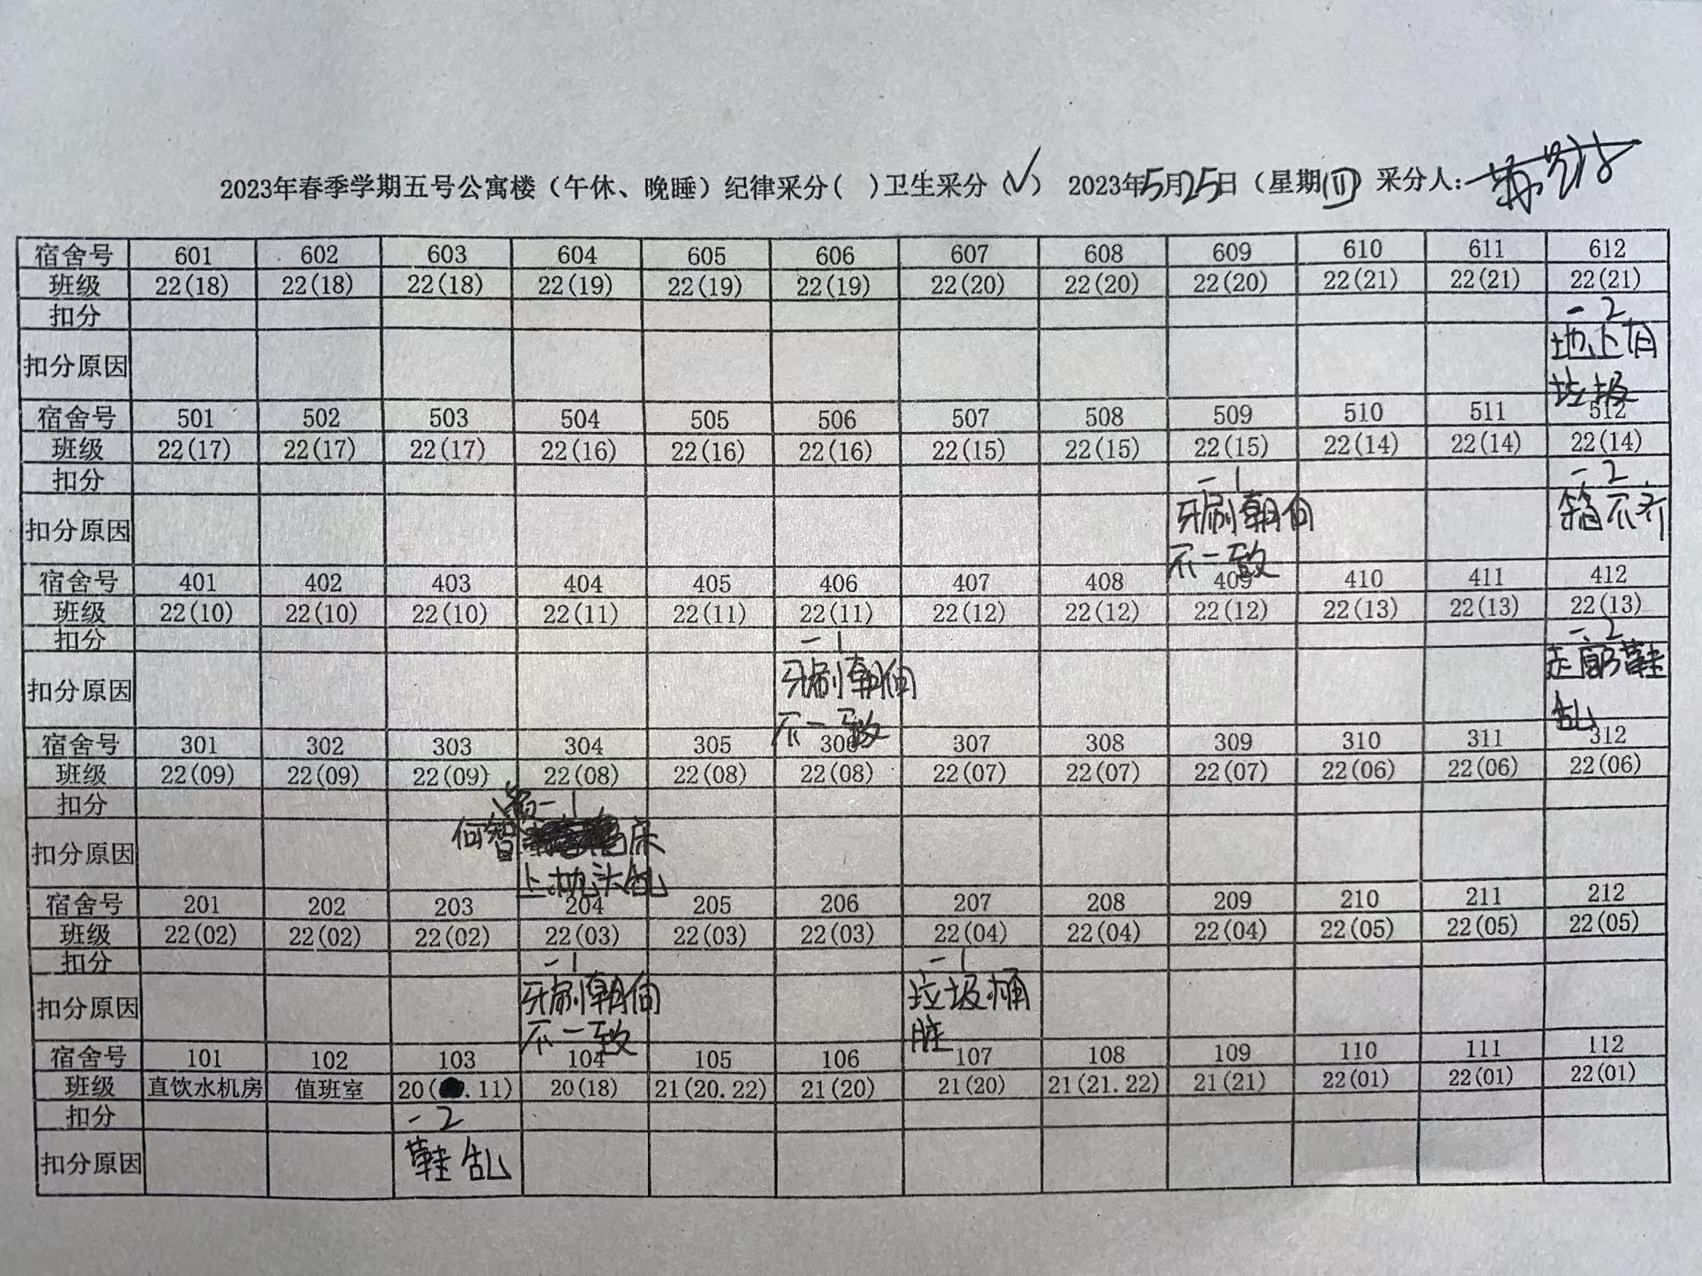 2023年春季学期五号公寓楼（午休、晚睡）纪律采分( )卫生采分（√） 2023年5月25日（星期四）采分人：
宿舍号 601 602 603 604 605 606 607 608 609 610 611 612
班级 22(18) 22(18) 22(18) 22(19) 22(19) 22(19) 22(20) 22(20) 22(20) 22(21) 22(21) 22(21)
扣分 -2
扣分原因 地上有
垃圾
宿舍号 501 502 503 504 505 506 507 508 509 510 511 512
班级 22(17) 22(17) 22(17) 22(16) 22(16) 22(16) 22(15) 22(15) 22(15) 22(14) 22(14) 22(14)
扣分 -1 -2
扣分原因 牙刷朝向 箱不齐
不一致
宿舍号 401 402 403 404 405 406 407 408 409 410 411 412
班级 22(10) 22(10) 22(10) 22(11) 22(11) 22(11) 22(12) 22(12) 22(12) 22(13) 22(13) 22(13)
扣分 -1 -2
扣分原因 牙刷朝向 走廊鞋
不一致 乱
宿舍号 301 302 303 304 305 306 307 308 309 310 311 312
班级 22(09) 22(09) 22(09) 22(08) 22(08) 22(08) 22(07) 22(07) 22(07) 22(06) 22(06) 22(06)
扣分 -1
扣分原因 何智 床
上枕头乱
宿舍号 201 202 203 204 205 206 207 208 209 210 211 212
班级 22(02) 22(02) 22(02) 22(03) 22(03) 22(03) 22(04) 22(04) 22(04) 22(05) 22(05) 22(05)
扣分 -1 -1
扣分原因 牙刷朝向 垃圾桶
不一致 脏
宿舍号 101 102 103 104 105 106 107 108 109 110 111 112
班级 直饮水机房 值班室 20( .11) 20(18) 21(20.22) 21(20) 21(20) 21(21.22) 21(21) 22(01) 22(01) 22(01)
扣分 -2
扣分原因 鞋乱